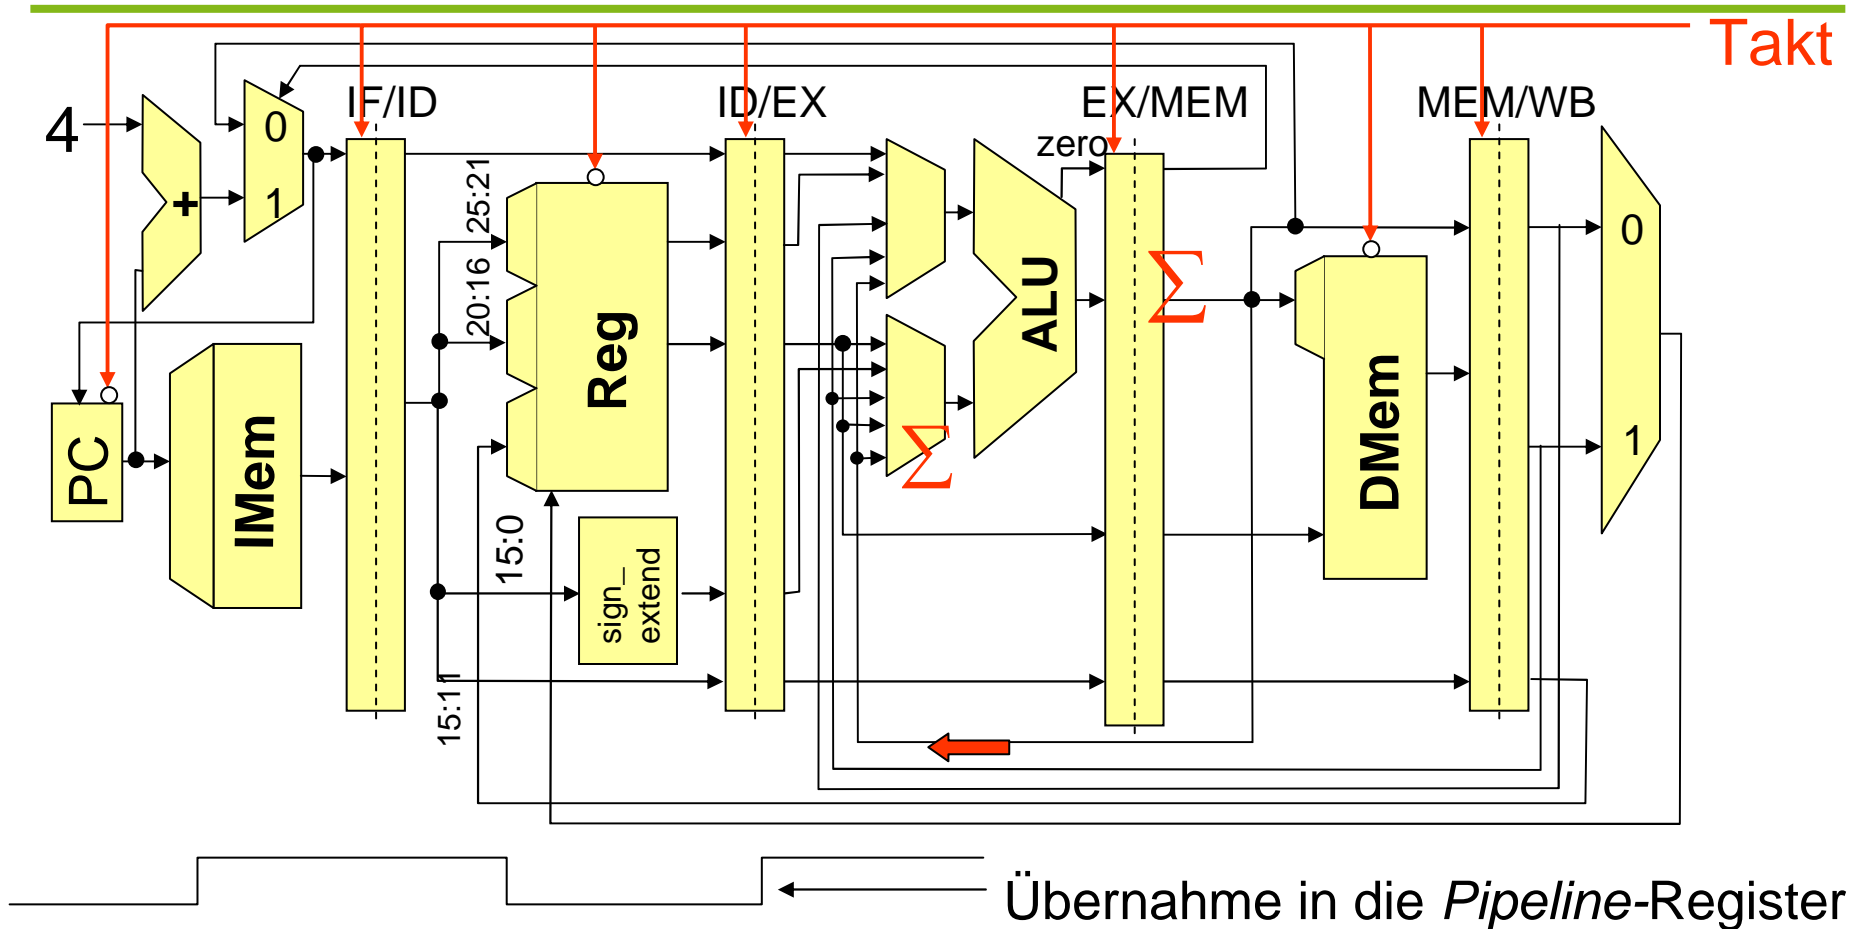 Takt
IF/ID
ID/EX
EX/MEM
MEM/WB
4
0
1
+
zero
25:21
20:16
0
1
Σ
ALU
Reg
DMem
PC
IMem
Σ
15:0
sign_
extend
15:11
Übernahme in die Pipeline-Register